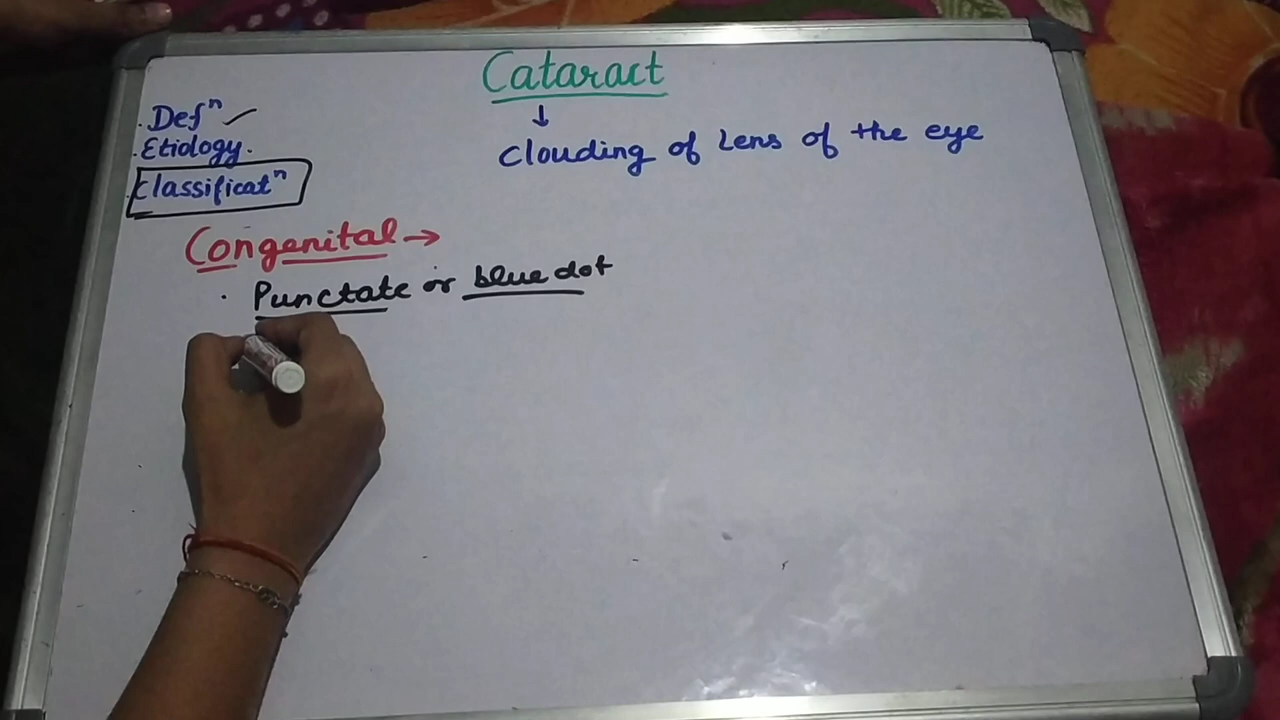 Cataract
↓
Clouding of Lens of the eye
. Defⁿ ✓
. Etiology.
. Classificatⁿ
Congenital →
. Punctate or blue dot